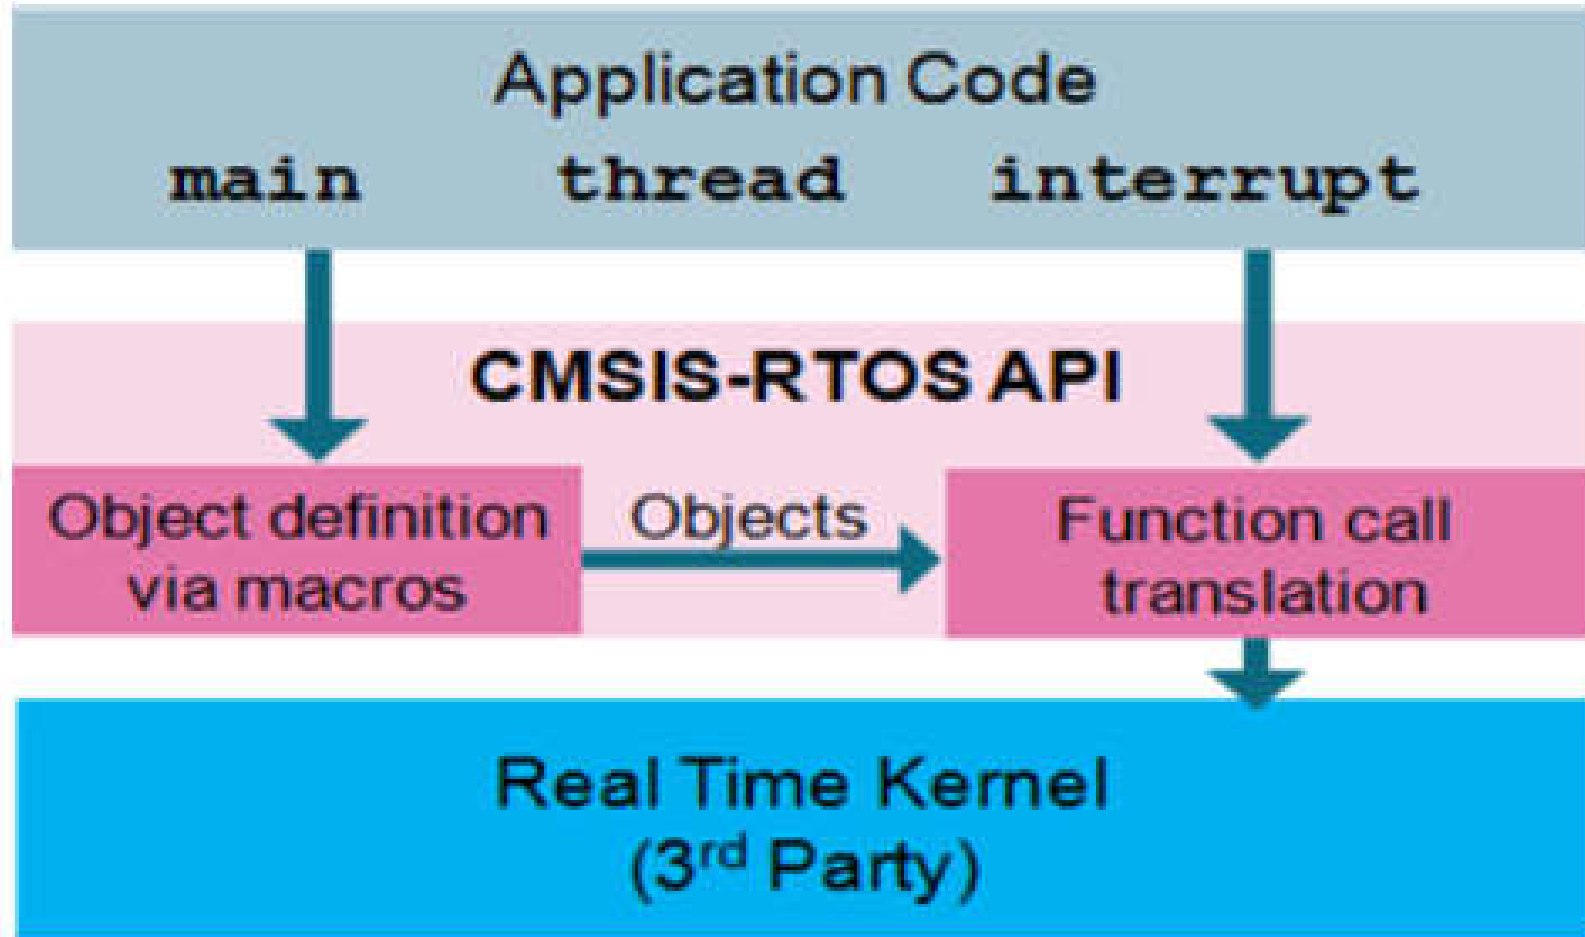 Application Code
main thread interrupt
CMSIS-RTOS API
Object definition
via macros
Objects
Function call
translation
Real Time Kernel
(3rd Party)